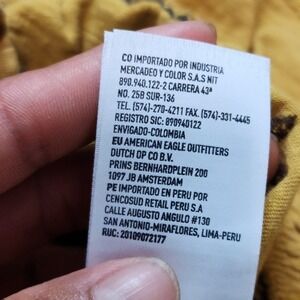 CO IMPORTADO POR INDUSTRIA
MERCADEO Y COLOR S.A.S NIT
890.940.122-2 CARRERA 43ª
NO. 25B SUR-136
TEL. (574)-270-4211 FAX. (574)-331-4445
REGISTRO SIC: 890940122
ENVIGADO-COLOMBIA
EU AMERICAN EAGLE OUTFITTERS
DUTCH OP CO B.V.
PRINS BERNHARDPLEIN 200
1097 JB AMSTERDAM
PE IMPORTADO EN PERU POR
CENCOSUD RETAIL PERU S.A
CALLE AUGUSTO ANGULO #130
SAN ANTONIO-MIRAFLORES, LIMA-PERU
RUC: 20109072177